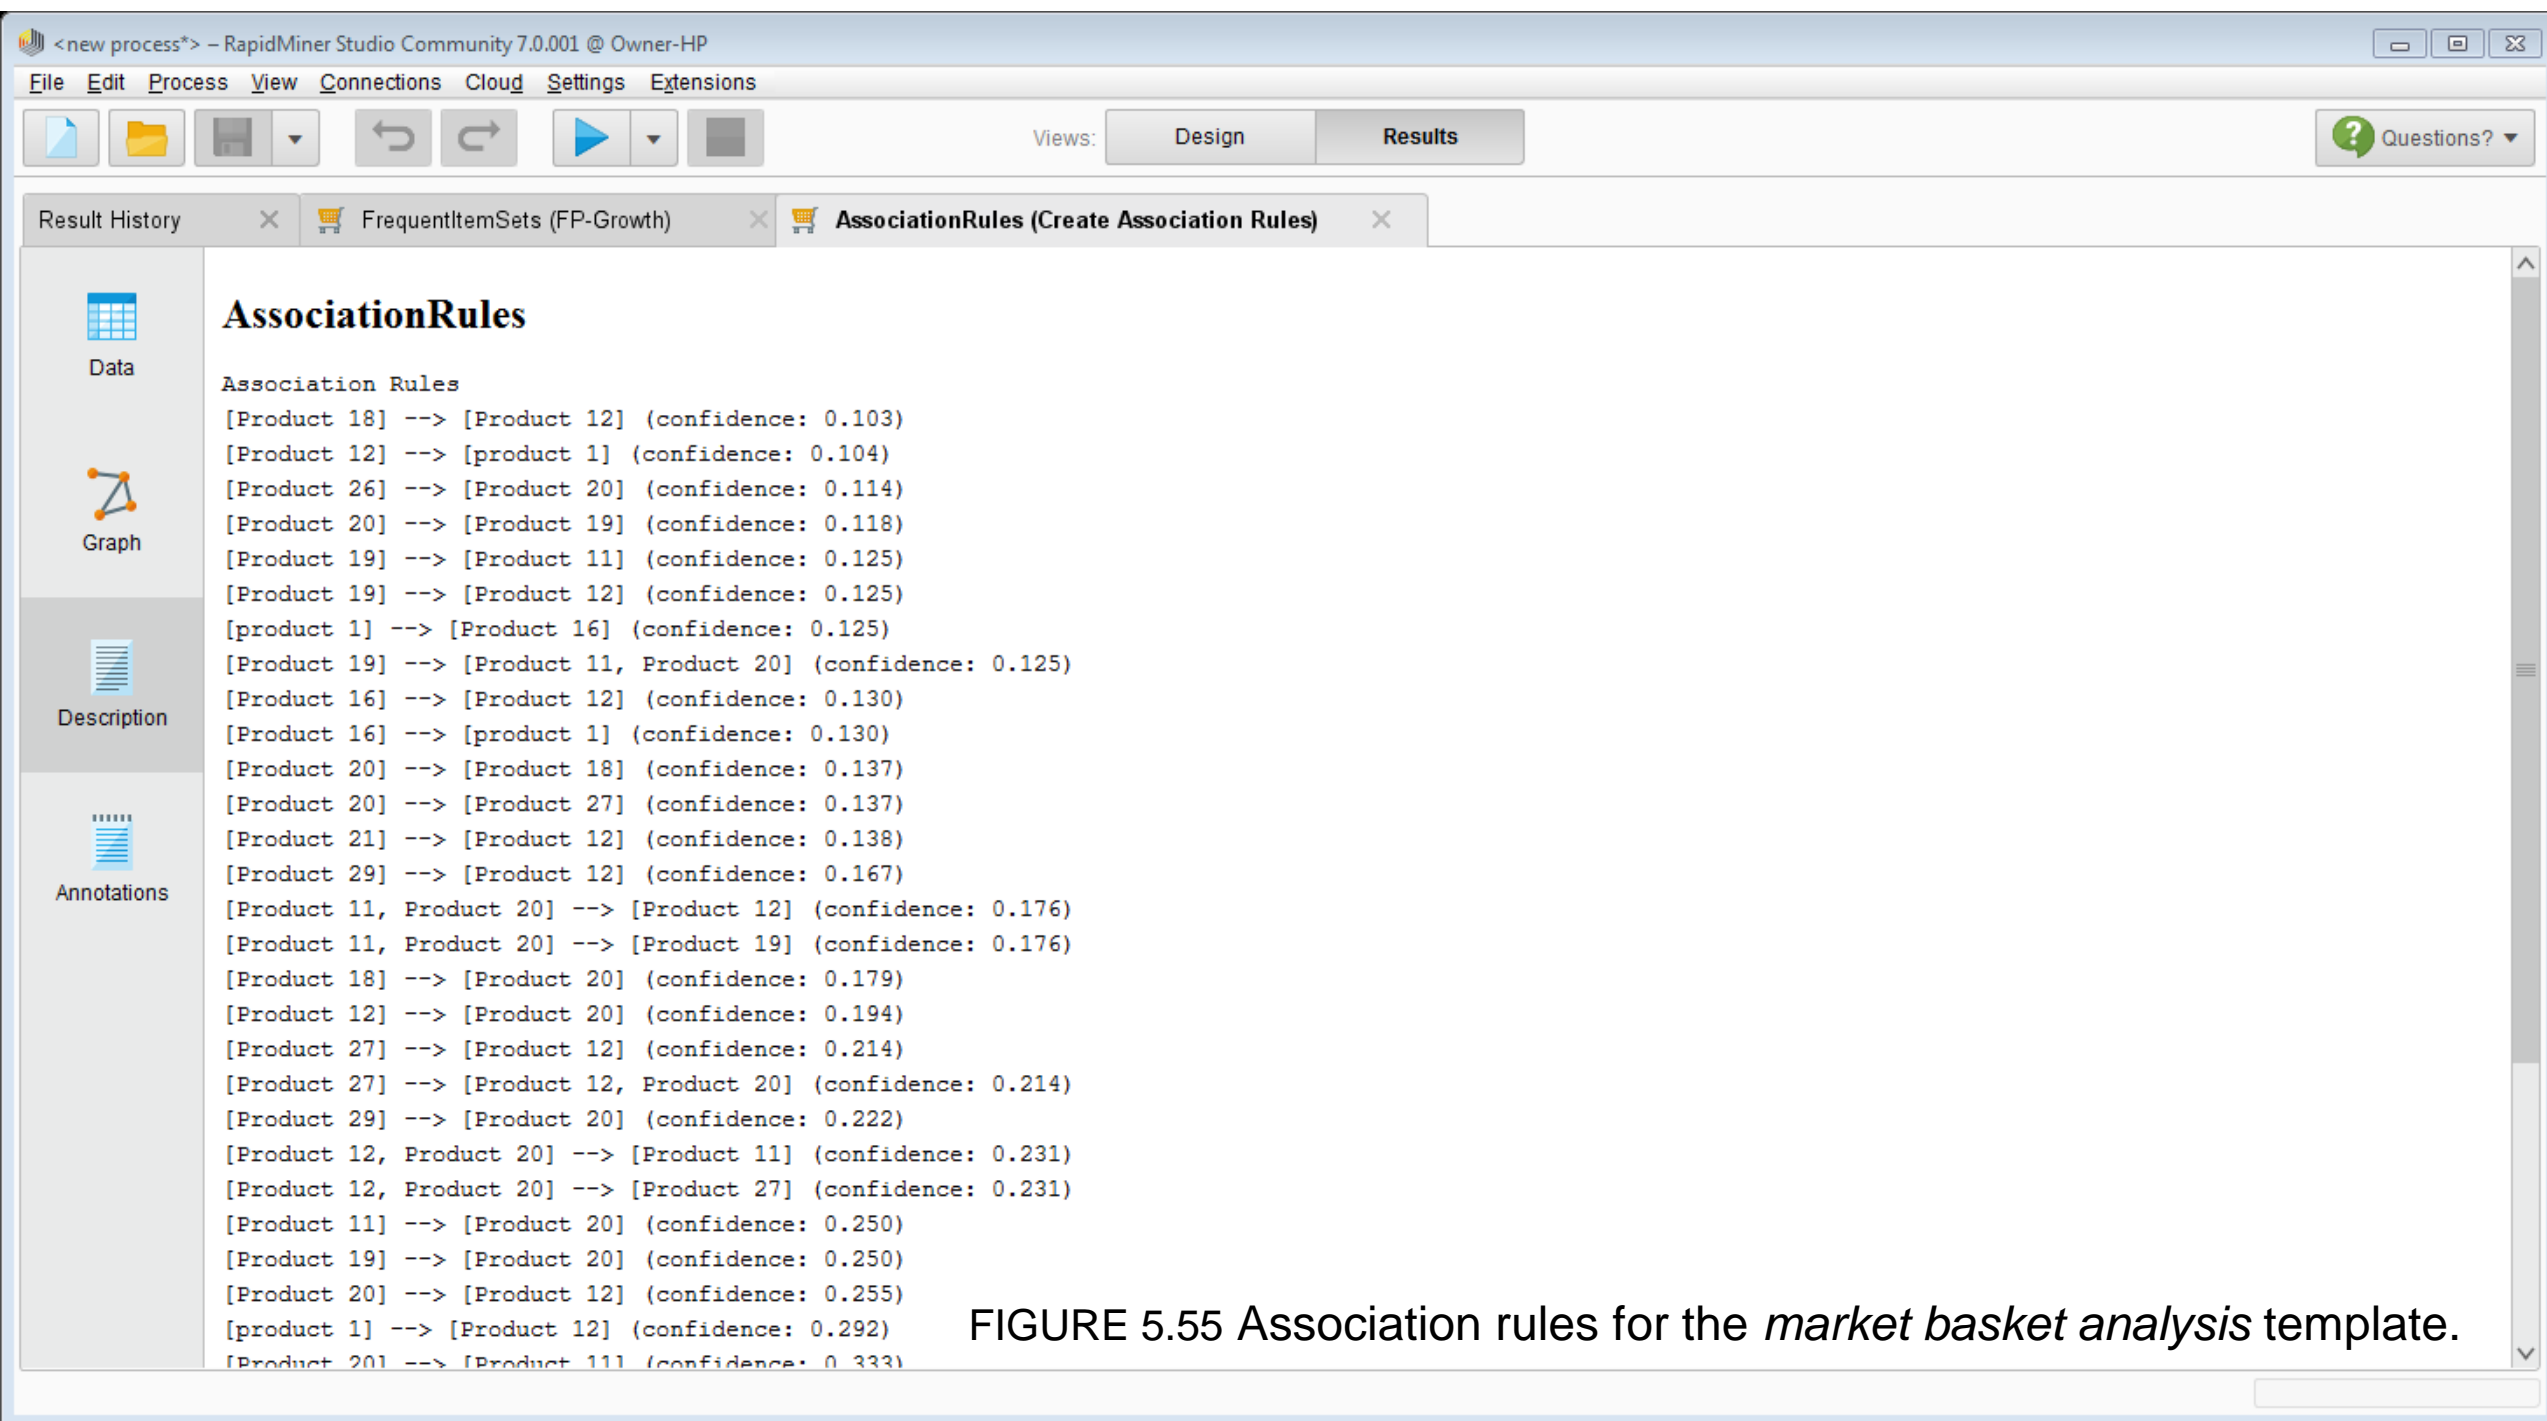 <new process*> – RapidMiner Studio Community 7.0.001 @ Owner-HP
File Edit Process View Connections Cloud Settings Extensions
Views: Design Results
Questions?
Result History FrequentItemSets (FP-Growth) AssociationRules (Create Association Rules)
Data
Graph
Description
Annotations
AssociationRules
Association Rules
[Product 18] --> [Product 12] (confidence: 0.103)
[Product 12] --> [product 1] (confidence: 0.104)
[Product 26] --> [Product 20] (confidence: 0.114)
[Product 20] --> [Product 19] (confidence: 0.118)
[Product 19] --> [Product 11] (confidence: 0.125)
[Product 19] --> [Product 12] (confidence: 0.125)
[product 1] --> [Product 16] (confidence: 0.125)
[Product 19] --> [Product 11, Product 20] (confidence: 0.125)
[Product 16] --> [Product 12] (confidence: 0.130)
[Product 16] --> [product 1] (confidence: 0.130)
[Product 20] --> [Product 18] (confidence: 0.137)
[Product 20] --> [Product 27] (confidence: 0.137)
[Product 21] --> [Product 12] (confidence: 0.138)
[Product 29] --> [Product 12] (confidence: 0.167)
[Product 11, Product 20] --> [Product 12] (confidence: 0.176)
[Product 11, Product 20] --> [Product 19] (confidence: 0.176)
[Product 18] --> [Product 20] (confidence: 0.179)
[Product 12] --> [Product 20] (confidence: 0.194)
[Product 27] --> [Product 12] (confidence: 0.214)
[Product 27] --> [Product 12, Product 20] (confidence: 0.214)
[Product 29] --> [Product 20] (confidence: 0.222)
[Product 12, Product 20] --> [Product 11] (confidence: 0.231)
[Product 12, Product 20] --> [Product 27] (confidence: 0.231)
[Product 11] --> [Product 20] (confidence: 0.250)
[Product 19] --> [Product 20] (confidence: 0.250)
[Product 20] --> [Product 12] (confidence: 0.255)
[product 1] --> [Product 12] (confidence: 0.292)
[Product 20] --> [Product 11] (confidence: 0.333)
FIGURE 5.55 Association rules for the market basket analysis template.